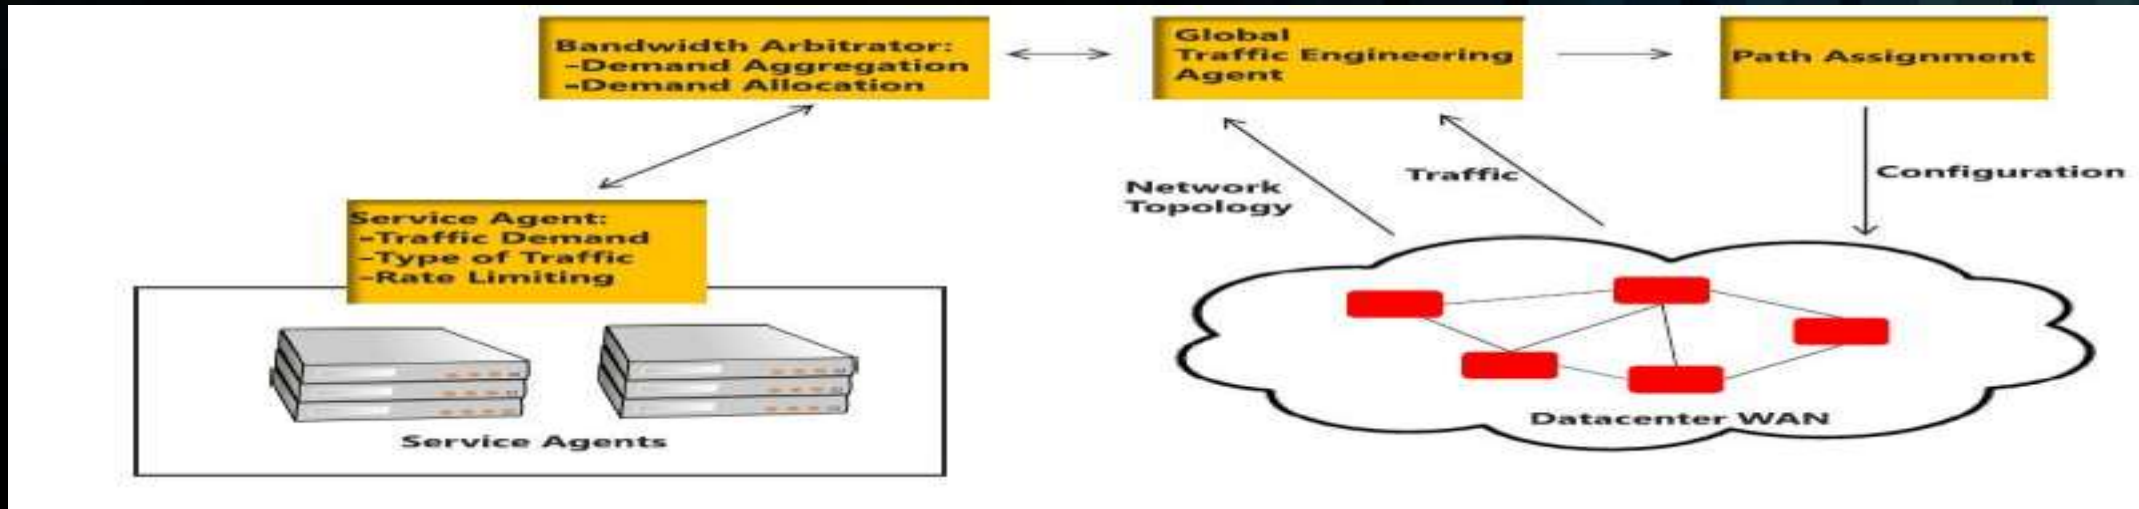 Bandwidth Arbitrator:
-Demand Aggregation
-Demand Allocation
Global
Traffic Engineering
Agent
Path Assignment
Network
Topology
Traffic
Configuration
Service Agent:
-Traffic Demand
-Type of Traffic
-Rate Limiting
Service Agents
Datacenter WAN